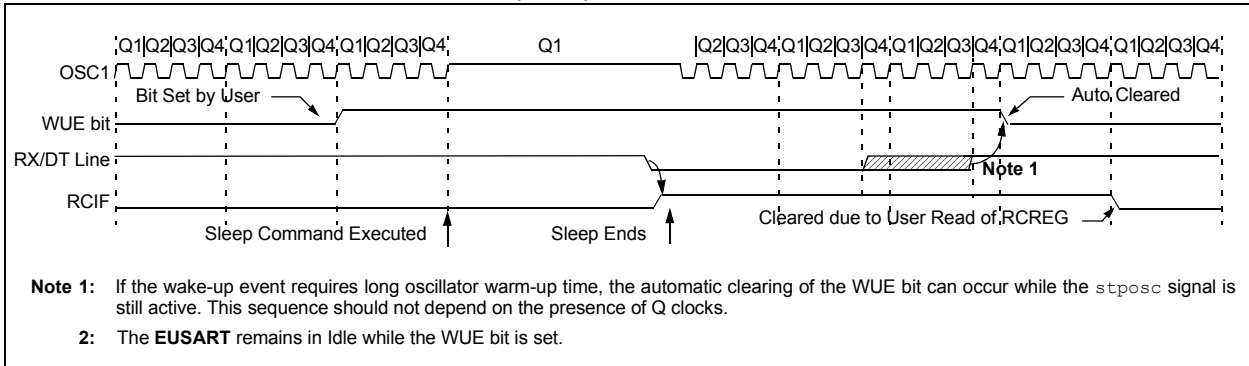 Q1|Q2|Q3|Q4 Q1|Q2|Q3|Q4 Q1|Q2|Q3|Q4 Q1 |Q2|Q3|Q4 Q1|Q2|Q3|Q4 Q1|Q2|Q3|Q4 Q1|Q2|Q3|Q4 Q1|Q2|Q3|Q4
OSC1
Bit Set by User
Auto Cleared
WUE bit
RX/DT Line
Note 1
RCIF
Cleared due to User Read of RCREG
Sleep Command Executed
Sleep Ends
Note 1: If the wake-up event requires long oscillator warm-up time, the automatic clearing of the WUE bit can occur while the stposc signal is
still active. This sequence should not depend on the presence of Q clocks.
2: The EUSART remains in Idle while the WUE bit is set.